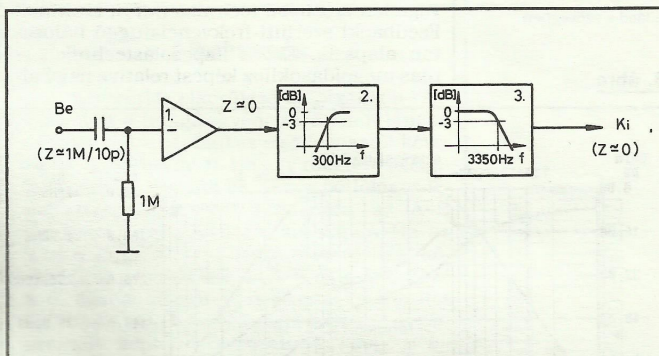 Be
(Z≃1M/10p)
1M
1.
Z≃0
[dB]
2.
0
-3
300Hz
f
[dB]
3.
0
-3
3350Hz
f
Ki
(Z≃0)